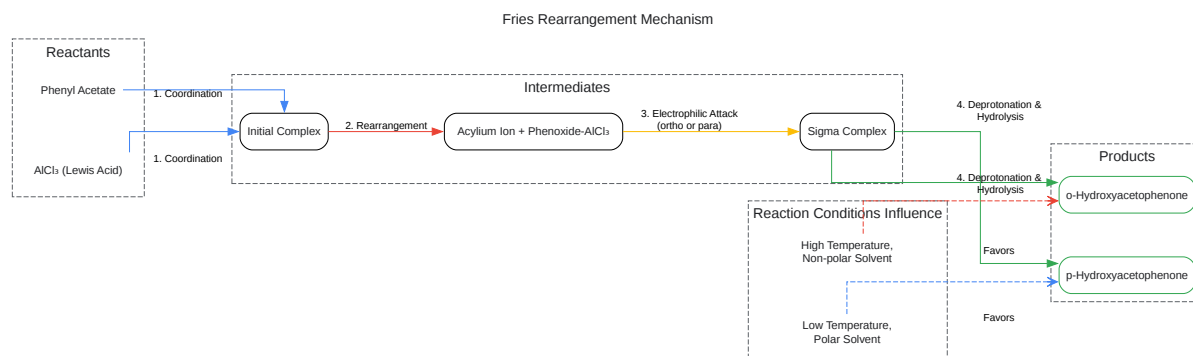 Fries Rearrangement Mechanism
Reactants
Phenyl Acetate
AlCl₃ (Lewis Acid)
1. Coordination
1. Coordination
Intermediates
Initial Complex
2. Rearrangement
Acylium Ion + Phenoxide-AlCl₃
3. Electrophilic Attack
(ortho or para)
Sigma Complex
4. Deprotonation &
Hydrolysis
4. Deprotonation &
Hydrolysis
Products
o-Hydroxyacetophenone
p-Hydroxyacetophenone
Reaction Conditions Influence
High Temperature,
Non-polar Solvent
Favors
Low Temperature,
Polar Solvent
Favors